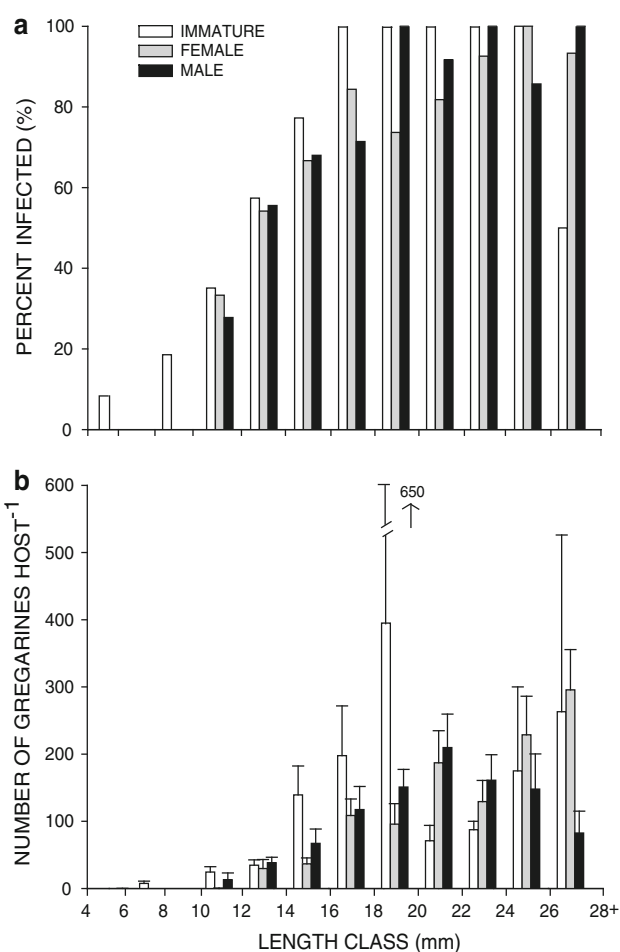 a
IMMATURE
FEMALE
MALE
PERCENT INFECTED (%)
100
80
60
40
20
0
b
650
NUMBER OF GREGARINES HOST-1
600
500
400
300
200
100
0
4 6 8 10 12 14 16 18 20 22 24 26 28+
LENGTH CLASS (mm)